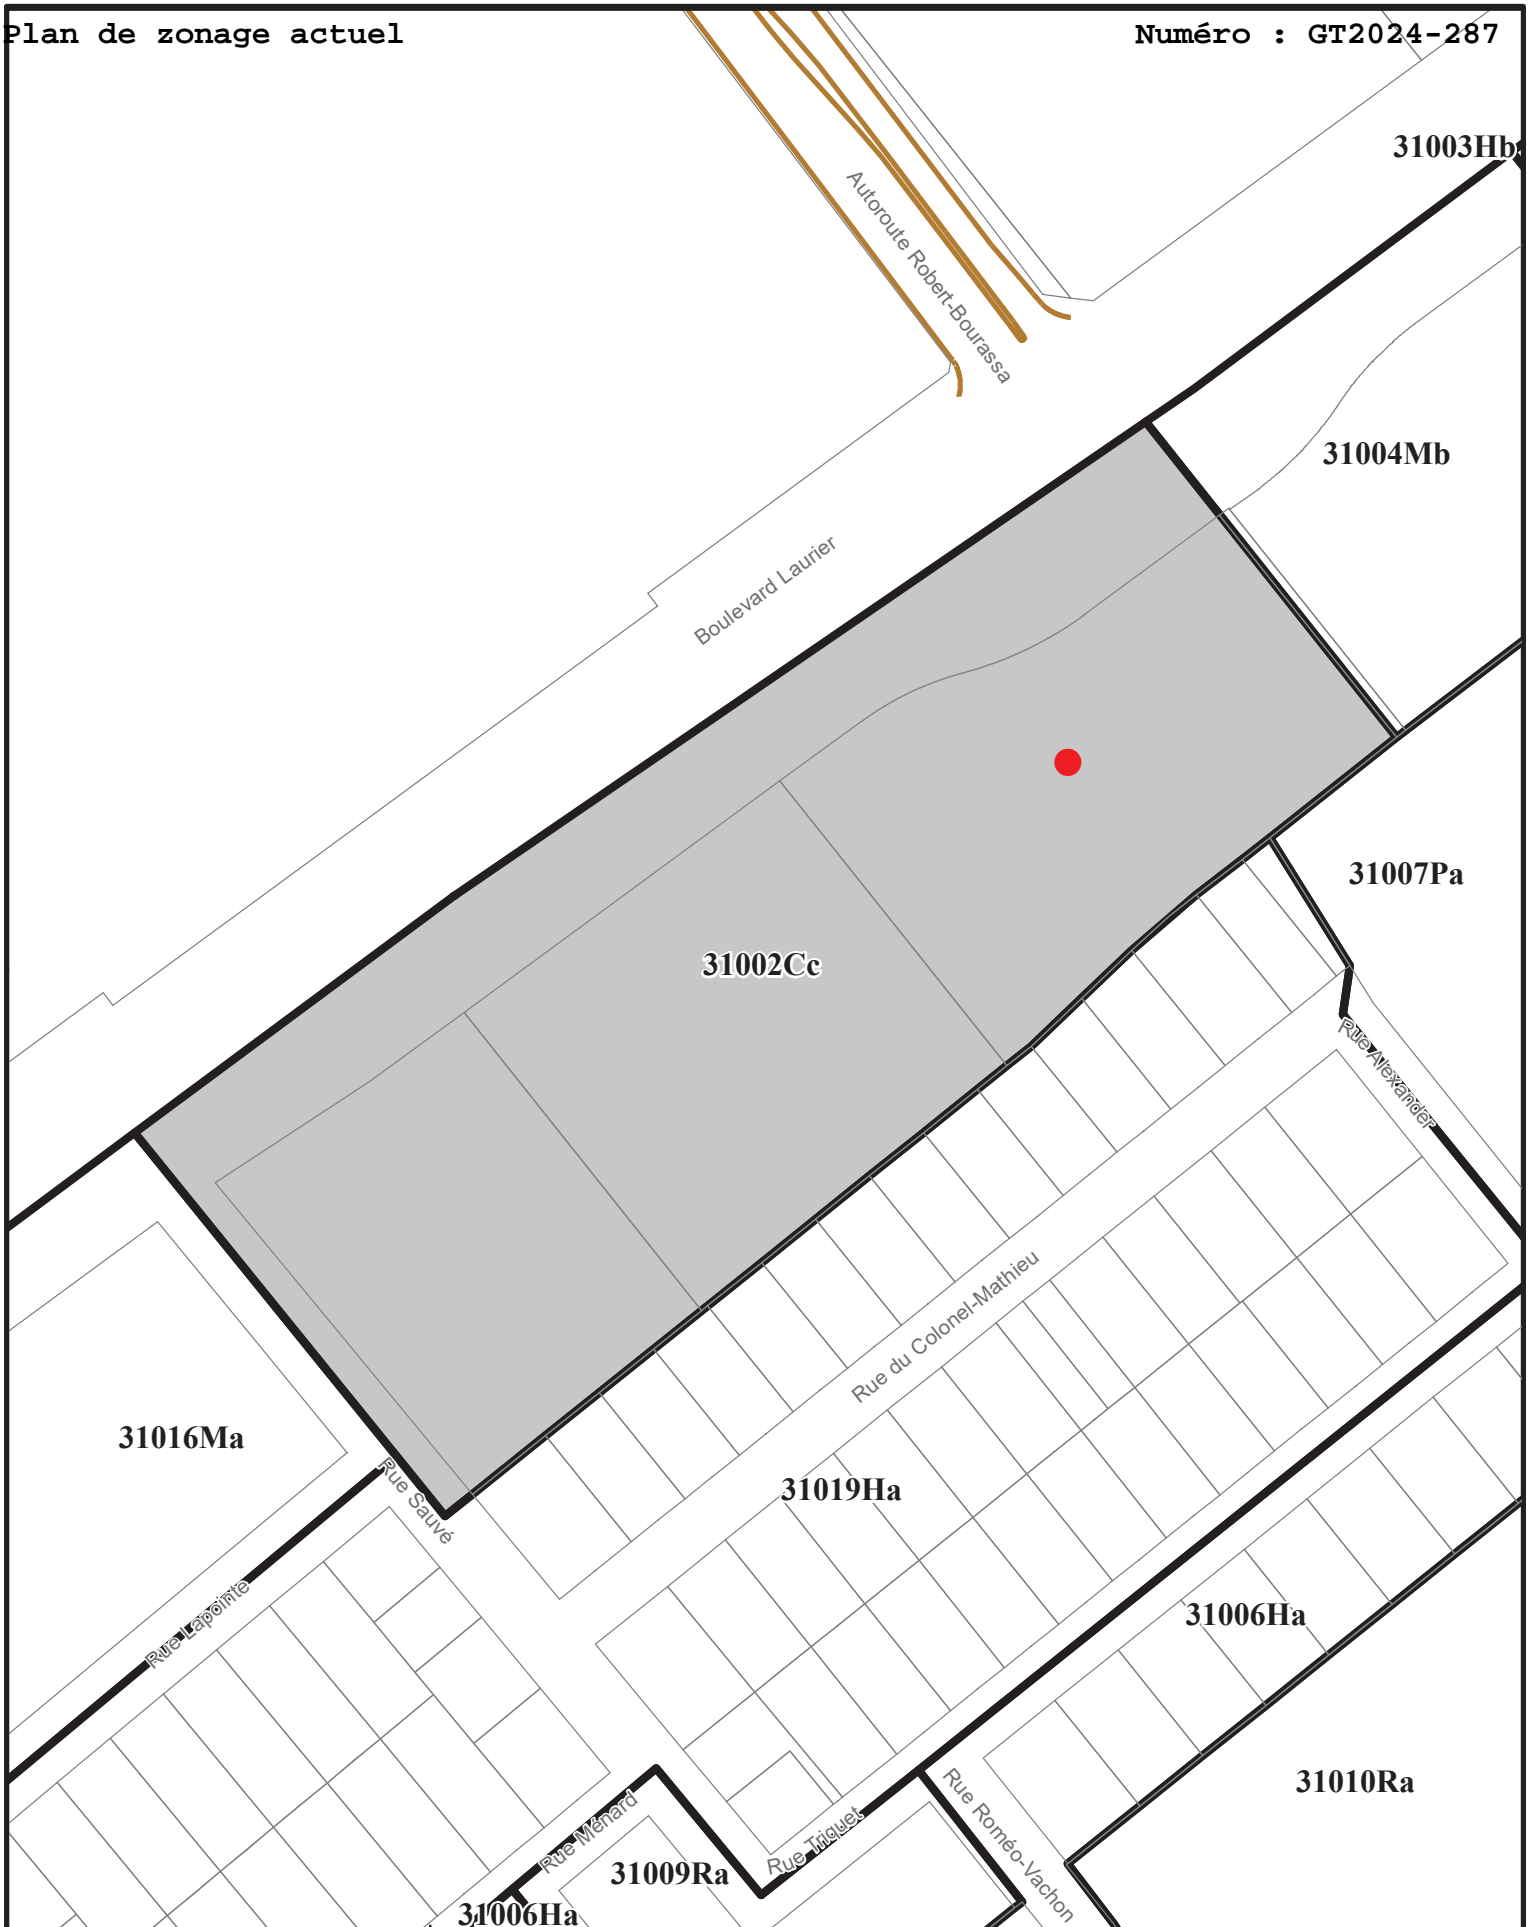 Plan de zonage actuel
Numéro : GT2024-287
31003Hb
Autoroute Robert-Bourassa
31004Mb
Boulevard Laurier
31007Pa
31002Cc
Rue Alexander
Rue du Colonel-Mathieu
31016Ma
Rue Sauvé
31019Ha
Rue Lapointe
31006Ha
31010Ra
Rue Ménard
Rue Triquet
Rue Roméo-Vachon
31009Ra
31006Ha